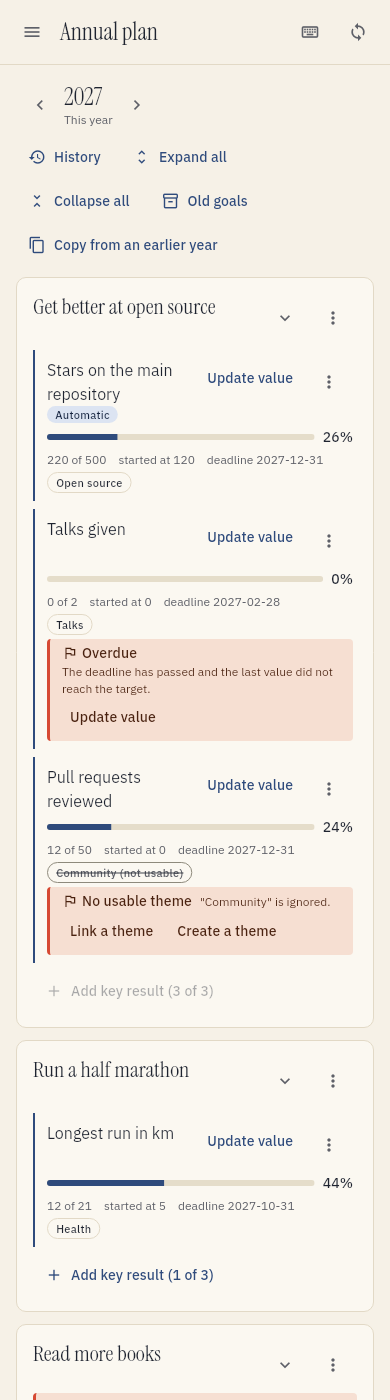 Annual plan
2027
This year
History
Expand all
Collapse all
Old goals
Copy from an earlier year
Get better at open source
Stars on the main repository
Update value
Automatic
26%
220 of 500 started at 120 deadline 2027-12-31
Open source
Talks given
Update value
0%
0 of 2 started at 0 deadline 2027-02-28
Talks
Overdue
The deadline has passed and the last value did not
reach the target.
Update value
Pull requests reviewed
Update value
24%
12 of 50 started at 0 deadline 2027-12-31
Community (not usable)
No usable theme "Community" is ignored.
Link a theme Create a theme
Add key result (3 of 3)
Run a half marathon
Longest run in km
Update value
44%
12 of 21 started at 5 deadline 2027-10-31
Health
Add key result (1 of 3)
Read more books